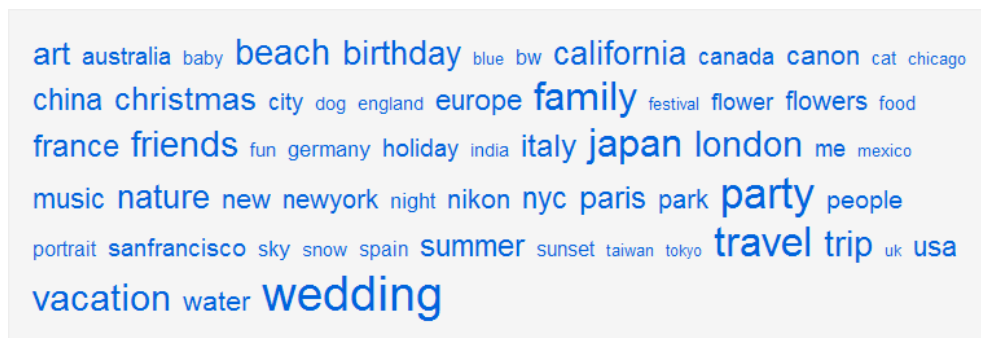 art australia baby beach birthday blue bw california canada canon cat chicago
china christmas city dog england europe family festival flower flowers food
france friends fun germany holiday india italy japan london me mexico
music nature new newyork night nikon nyc paris park party people
portrait sanfrancisco sky snow spain summer sunset taiwan tokyo travel trip uk usa
vacation water wedding